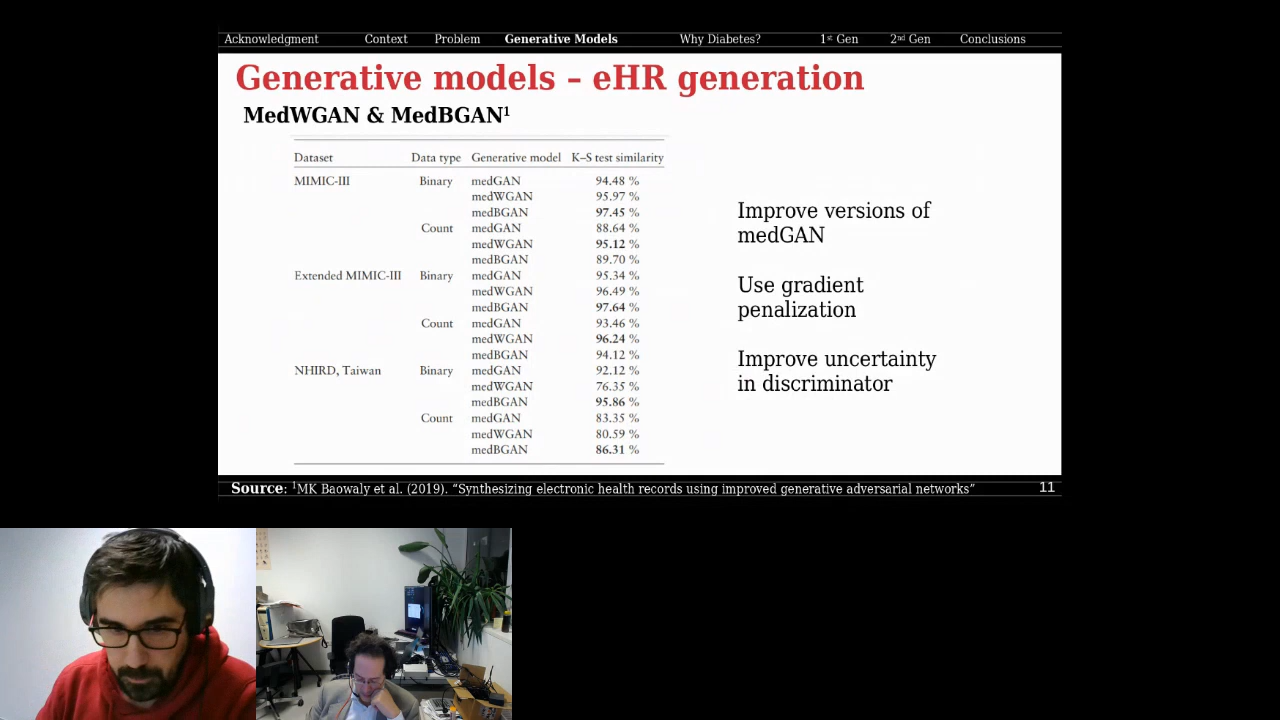 Acknowledgment Context Problem Generative Models Why Diabetes? 1st Gen 2nd Gen Conclusions
Generative models – eHR generation
MedWGAN & MedBGAN1
Dataset Data type Generative model K–S test similarity
MIMIC-III Binary medGAN 94.48 %
medWGAN 95.97 %
medBGAN 97.45 %
Count medGAN 88.64 %
medWGAN 95.12 %
medBGAN 89.70 %
Extended MIMIC-III Binary medGAN 95.34 %
medWGAN 96.49 %
medBGAN 97.64 %
Count medGAN 93.46 %
medWGAN 96.24 %
medBGAN 94.12 %
NHIRD, Taiwan Binary medGAN 92.12 %
medWGAN 76.35 %
medBGAN 95.86 %
Count medGAN 83.35 %
medWGAN 80.59 %
medBGAN 86.31 %
Improve versions of
medGAN
Use gradient
penalization
Improve uncertainty
in discriminator
Source: 1MK Baowaly et al. (2019). “Synthesizing electronic health records using improved generative adversarial networks” 11